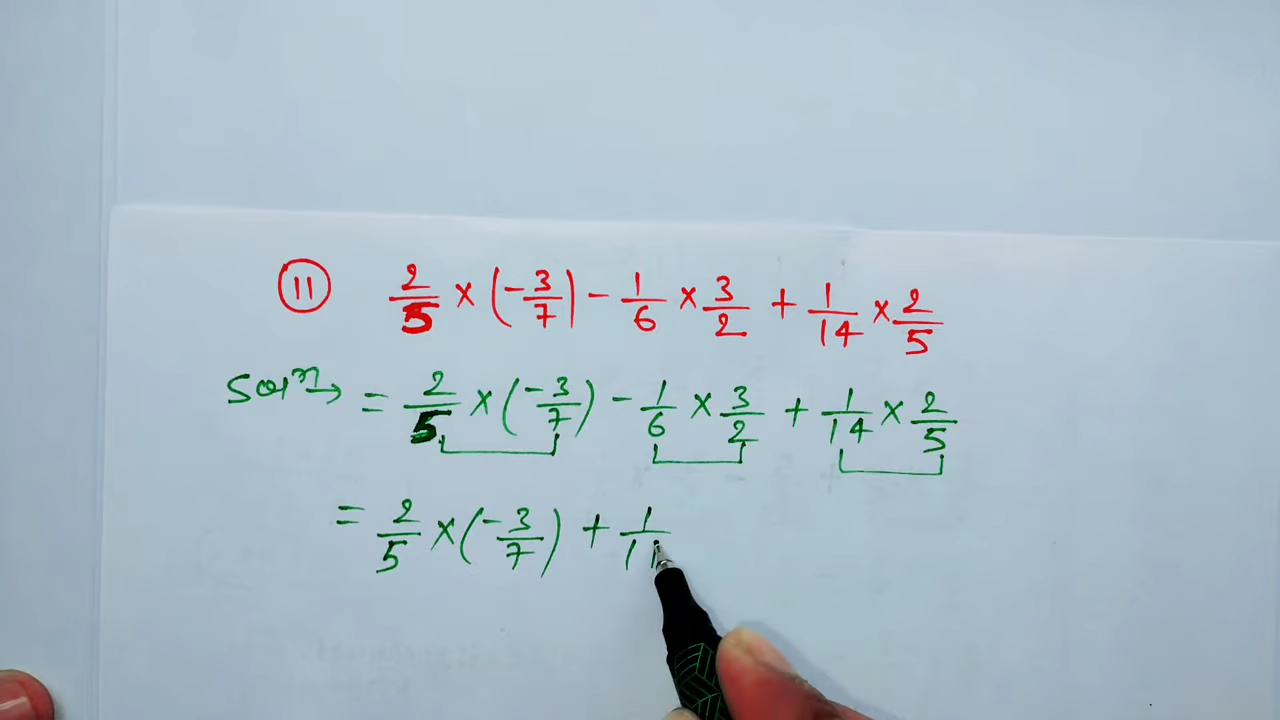 (11) 2/5 × (-3/7) - 1/6 × 3/2 + 1/14 × 2/5
Solⁿ → = 2/5 × (-3/7) - 1/6 × 3/2 + 1/14 × 2/5
= 2/5 × (-3/7) + 1/